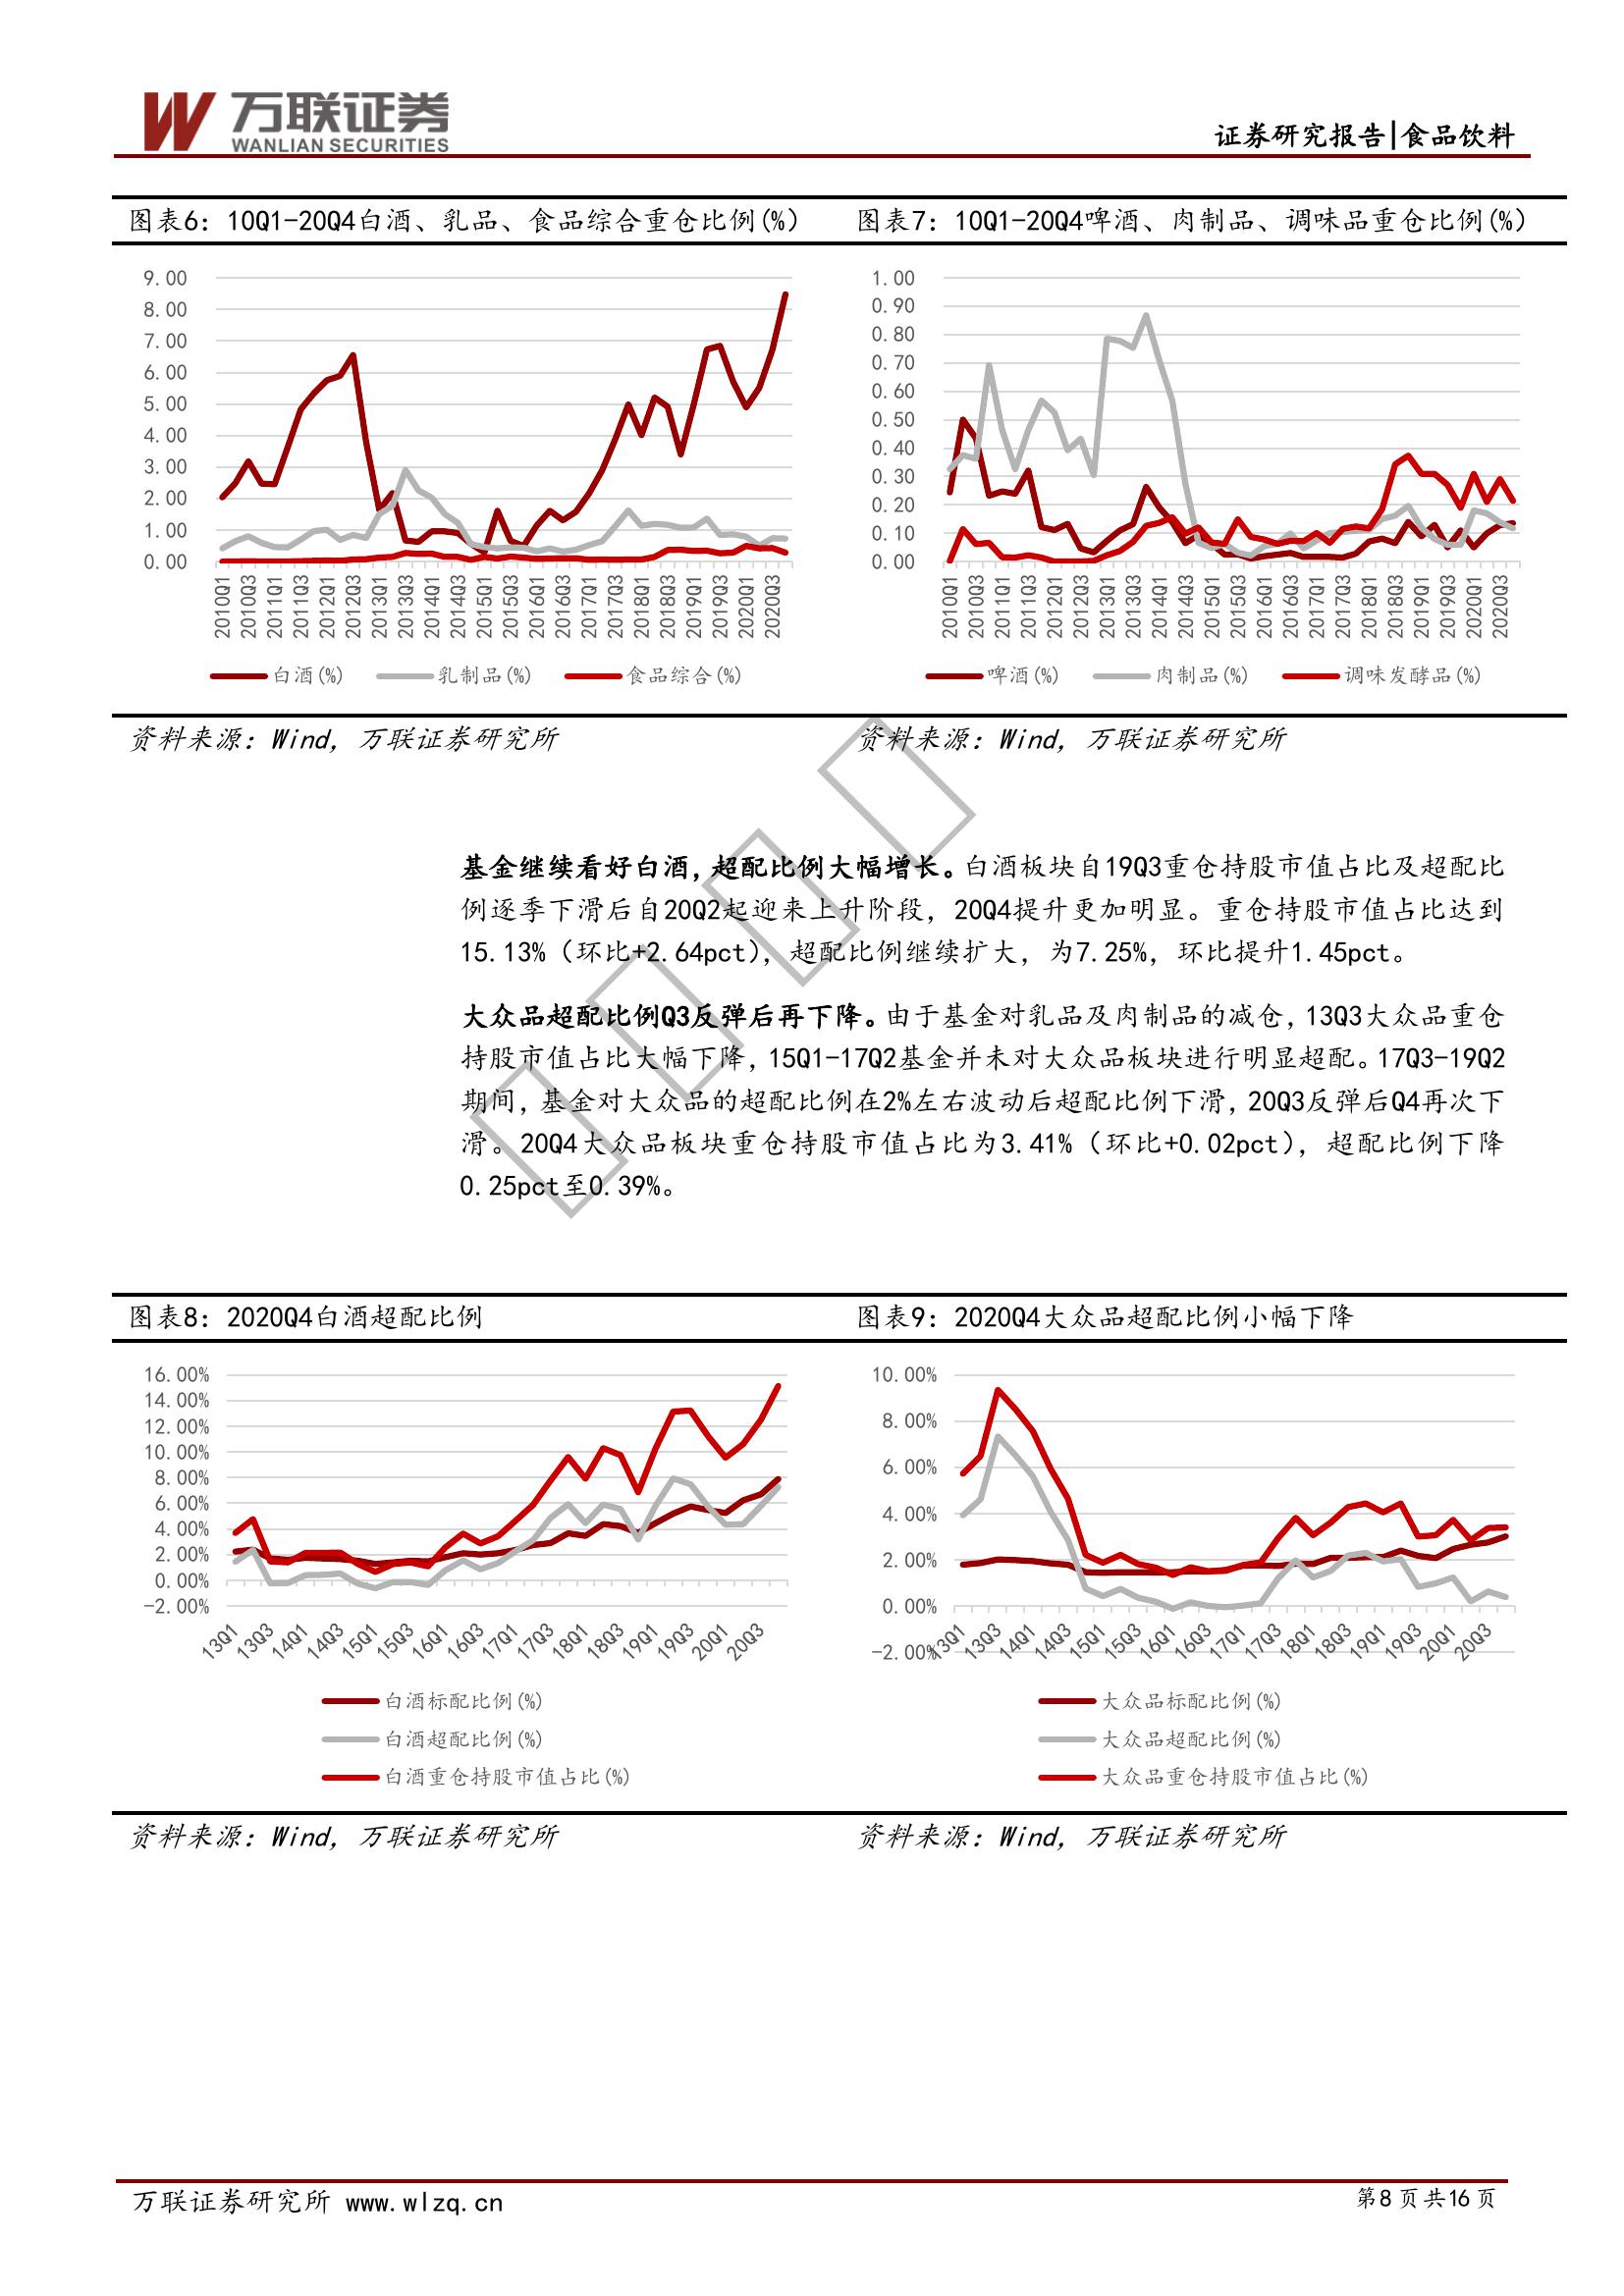 万联证券
WANLIAN SECURITIES
证券研究报告|食品饮料
图表6：10Q1-20Q4白酒、乳品、食品综合重仓比例(%)
9.00
8.00
7.00
6.00
5.00
4.00
3.00
2.00
1.00
0.00
2010Q1 2010Q3 2011Q1 2011Q3 2012Q1 2012Q3 2013Q1 2013Q3 2014Q1 2014Q3 2015Q1 2015Q3 2016Q1 2016Q3 2017Q1 2017Q3 2018Q1 2018Q3 2019Q1 2019Q3 2020Q1 2020Q3
白酒(%) 乳制品(%) 食品综合(%)
资料来源：Wind，万联证券研究所
图表7：10Q1-20Q4啤酒、肉制品、调味品重仓比例(%)
1.00
0.90
0.80
0.70
0.60
0.50
0.40
0.30
0.20
0.10
0.00
2010Q1 2010Q3 2011Q1 2011Q3 2012Q1 2012Q3 2013Q1 2013Q3 2014Q1 2014Q3 2015Q1 2015Q3 2016Q1 2016Q3 2017Q1 2017Q3 2018Q1 2018Q3 2019Q1 2019Q3 2020Q1 2020Q3
啤酒(%) 肉制品(%) 调味发酵品(%)
资料来源：Wind，万联证券研究所
基金继续看好白酒，超配比例大幅增长。白酒板块自19Q3重仓持股市值占比及超配比
例逐季下滑后自20Q2起迎来上升阶段，20Q4提升更加明显。重仓持股市值占比达到
15.13%（环比+2.64pct），超配比例继续扩大，为7.25%，环比提升1.45pct。
大众品超配比例Q3反弹后再下降。由于基金对乳品及肉制品的减仓，13Q3大众品重仓
持股市值占比大幅下降，15Q1-17Q2基金并未对大众品板块进行明显超配。17Q3-19Q2
期间，基金对大众品的超配比例在2%左右波动后超配比例下滑，20Q3反弹后Q4再次下
滑。20Q4大众品板块重仓持股市值占比为3.41%（环比+0.02pct），超配比例下降
0.25pct至0.39%。
图表8：2020Q4白酒超配比例
16.00%
14.00%
12.00%
10.00%
8.00%
6.00%
4.00%
2.00%
0.00%
-2.00%
13Q1 13Q3 14Q1 14Q3 15Q1 15Q3 16Q1 16Q3 17Q1 17Q3 18Q1 18Q3 19Q1 19Q3 20Q1 20Q3
白酒标配比例(%)
白酒超配比例(%)
白酒重仓持股市值占比(%)
资料来源：Wind，万联证券研究所
图表9：2020Q4大众品超配比例小幅下降
10.00%
8.00%
6.00%
4.00%
2.00%
0.00%
-2.00%
13Q1 13Q3 14Q1 14Q3 15Q1 15Q3 16Q1 16Q3 17Q1 17Q3 18Q1 18Q3 19Q1 19Q3 20Q1 20Q3
大众品标配比例(%)
大众品超配比例(%)
大众品重仓持股市值占比(%)
资料来源：Wind，万联证券研究所
万联证券研究所 www.wlzq.cn
第8页共16页